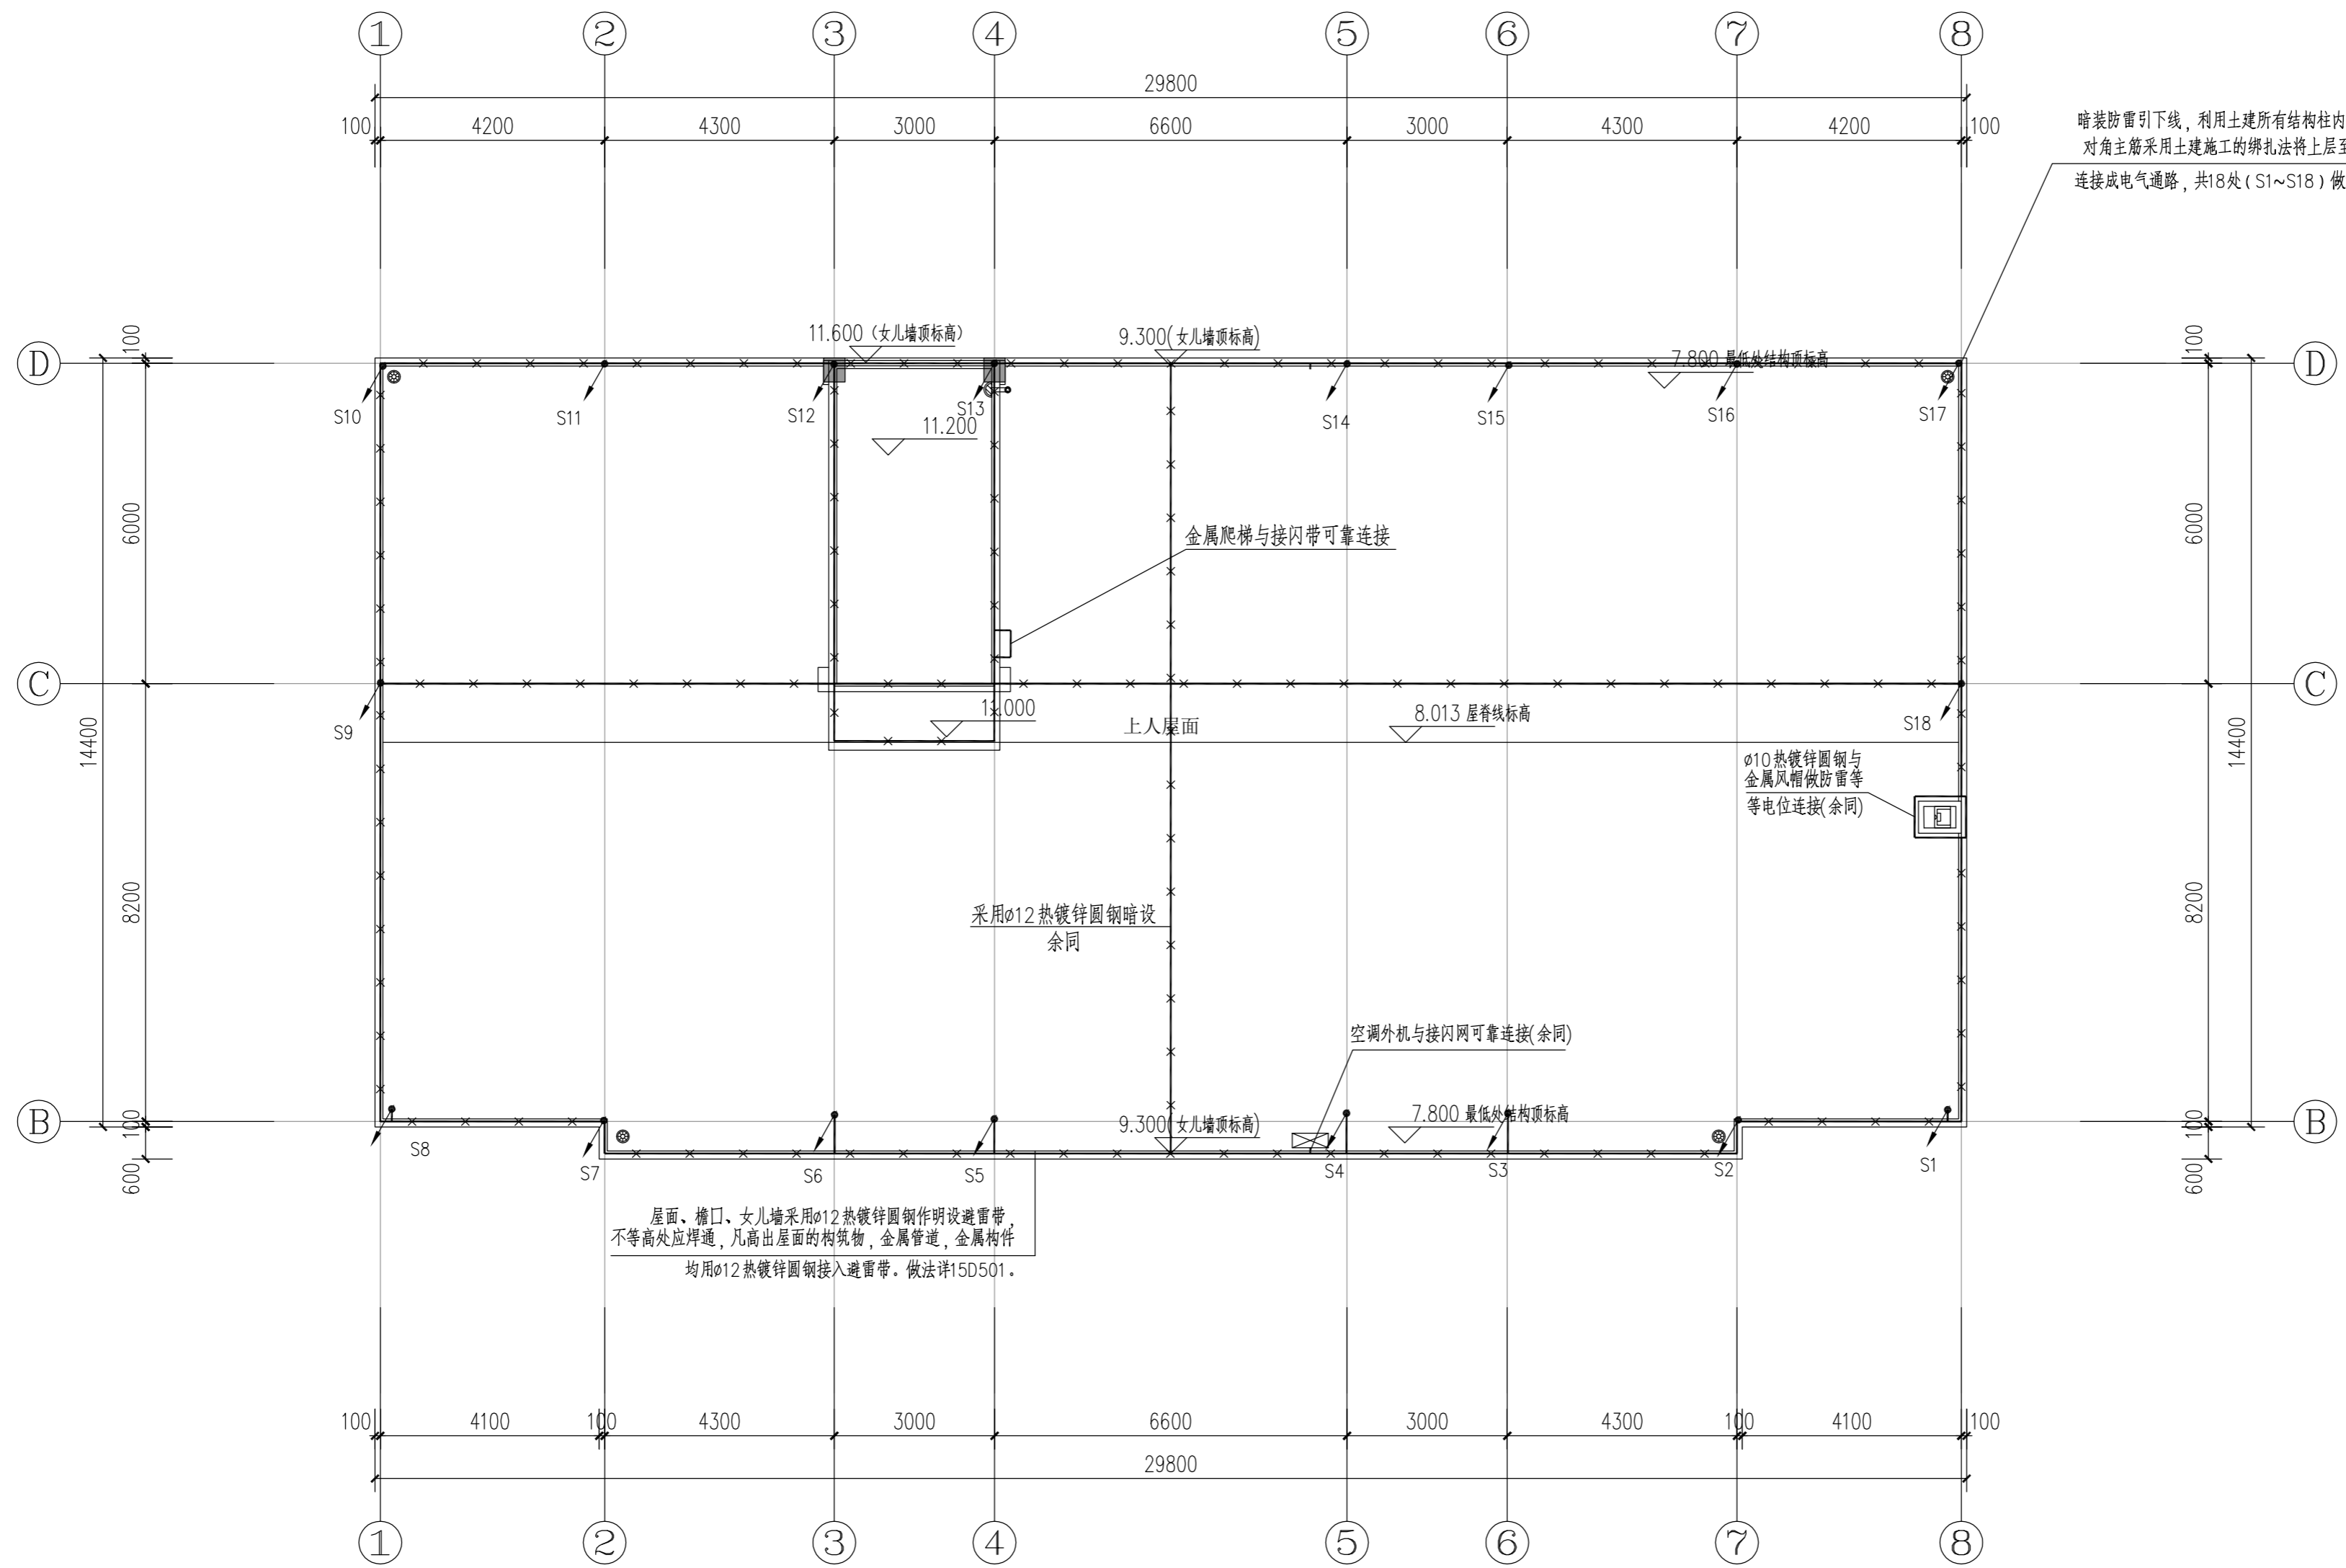 1 2 3 4 5 6 7 8
29800
100 4200 4300 3000 6600 3000 4300 4200 100
暗装防雷引下线，利用土建所有结构柱内
对角主筋采用土建施工的绑扎法将上层至
连接成电气通路，共18处(S1~S18)做
D 100 11.600 (女儿墙顶标高) 9.300(女儿墙顶标高) 7.800 最低处结构顶标高 100 D
S10 S11 S12 S13 S14 S15 S16 S17
11.200
6000 6000
金属爬梯与接闪带可靠连接
C C
S9 11.000 上人屋面 8.013 屋脊线标高 S18
14400 14400
ø10热镀锌圆钢与
金属风帽做防雷等
等电位连接(余同)
8200 8200
采用ø12热镀锌圆钢暗设
余同
空调外机与接闪网可靠连接(余同)
B 100 9.300(女儿墙顶标高) 7.800 最低处结构顶标高 100 B
S8 S7 S6 S5 S4 S3 S2 S1
600 600
屋面、檐口、女儿墙采用ø12热镀锌圆钢作明设避雷带，
不等高处应焊通，凡高出屋面的构筑物，金属管道，金属构件
均用ø12热镀锌圆钢接入避雷带。做法详15D501。
100 4100 100 4300 3000 6600 3000 4300 100 4100 100
29800
1 2 3 4 5 6 7 8